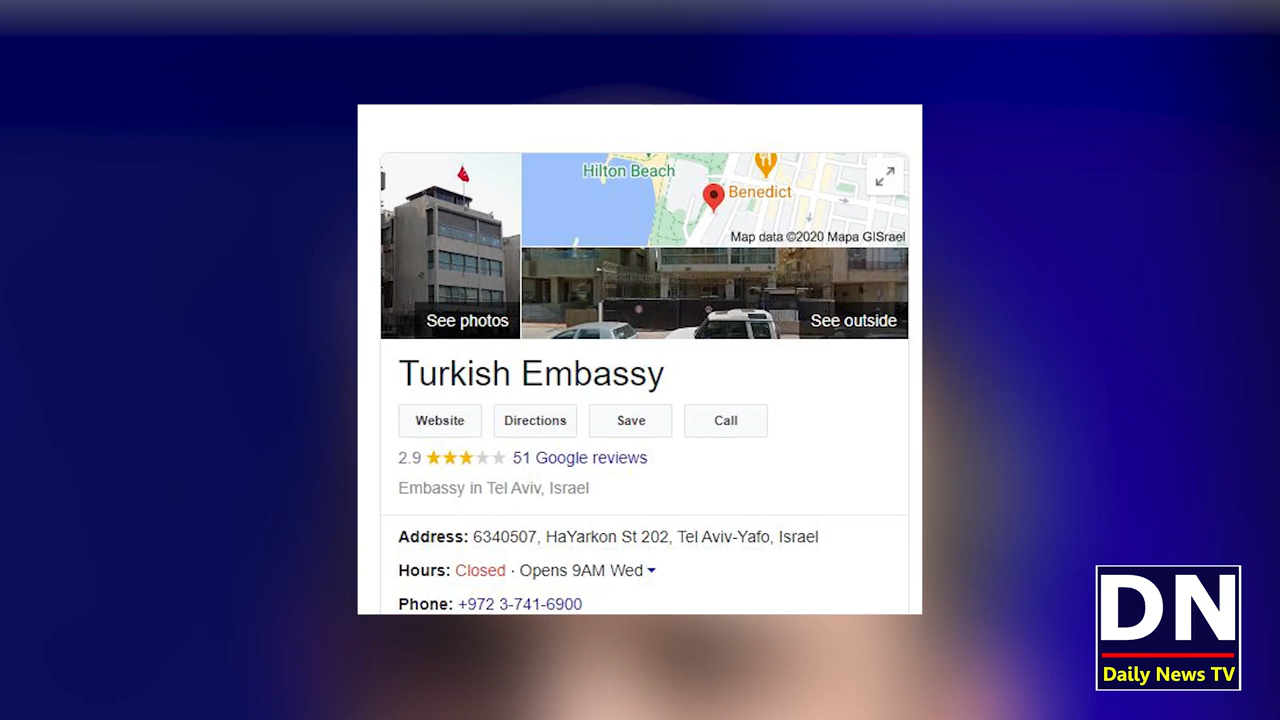 Hilton Beach
Benedict
Map data ©2020 Mapa GISrael
See photos
See outside
Turkish Embassy
Website
Directions
Save
Call
2.9
51 Google reviews
Embassy in Tel Aviv, Israel
Address: 6340507, HaYarkon St 202, Tel Aviv-Yafo, Israel
Hours: Closed · Opens 9AM Wed
Phone: +972 3-741-6900
DN
Daily News TV